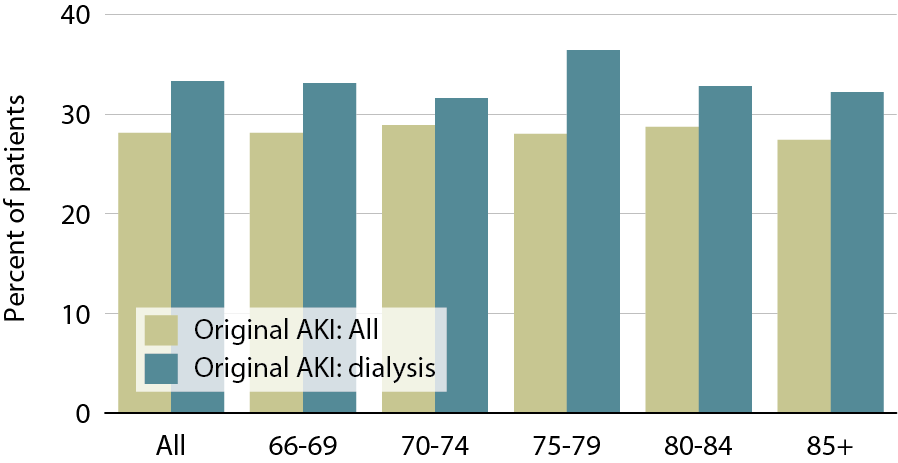 40
30
20
10
0
Percent of patients
Original AKI: All
Original AKI: dialysis
All 66-69 70-74 75-79 80-84 85+